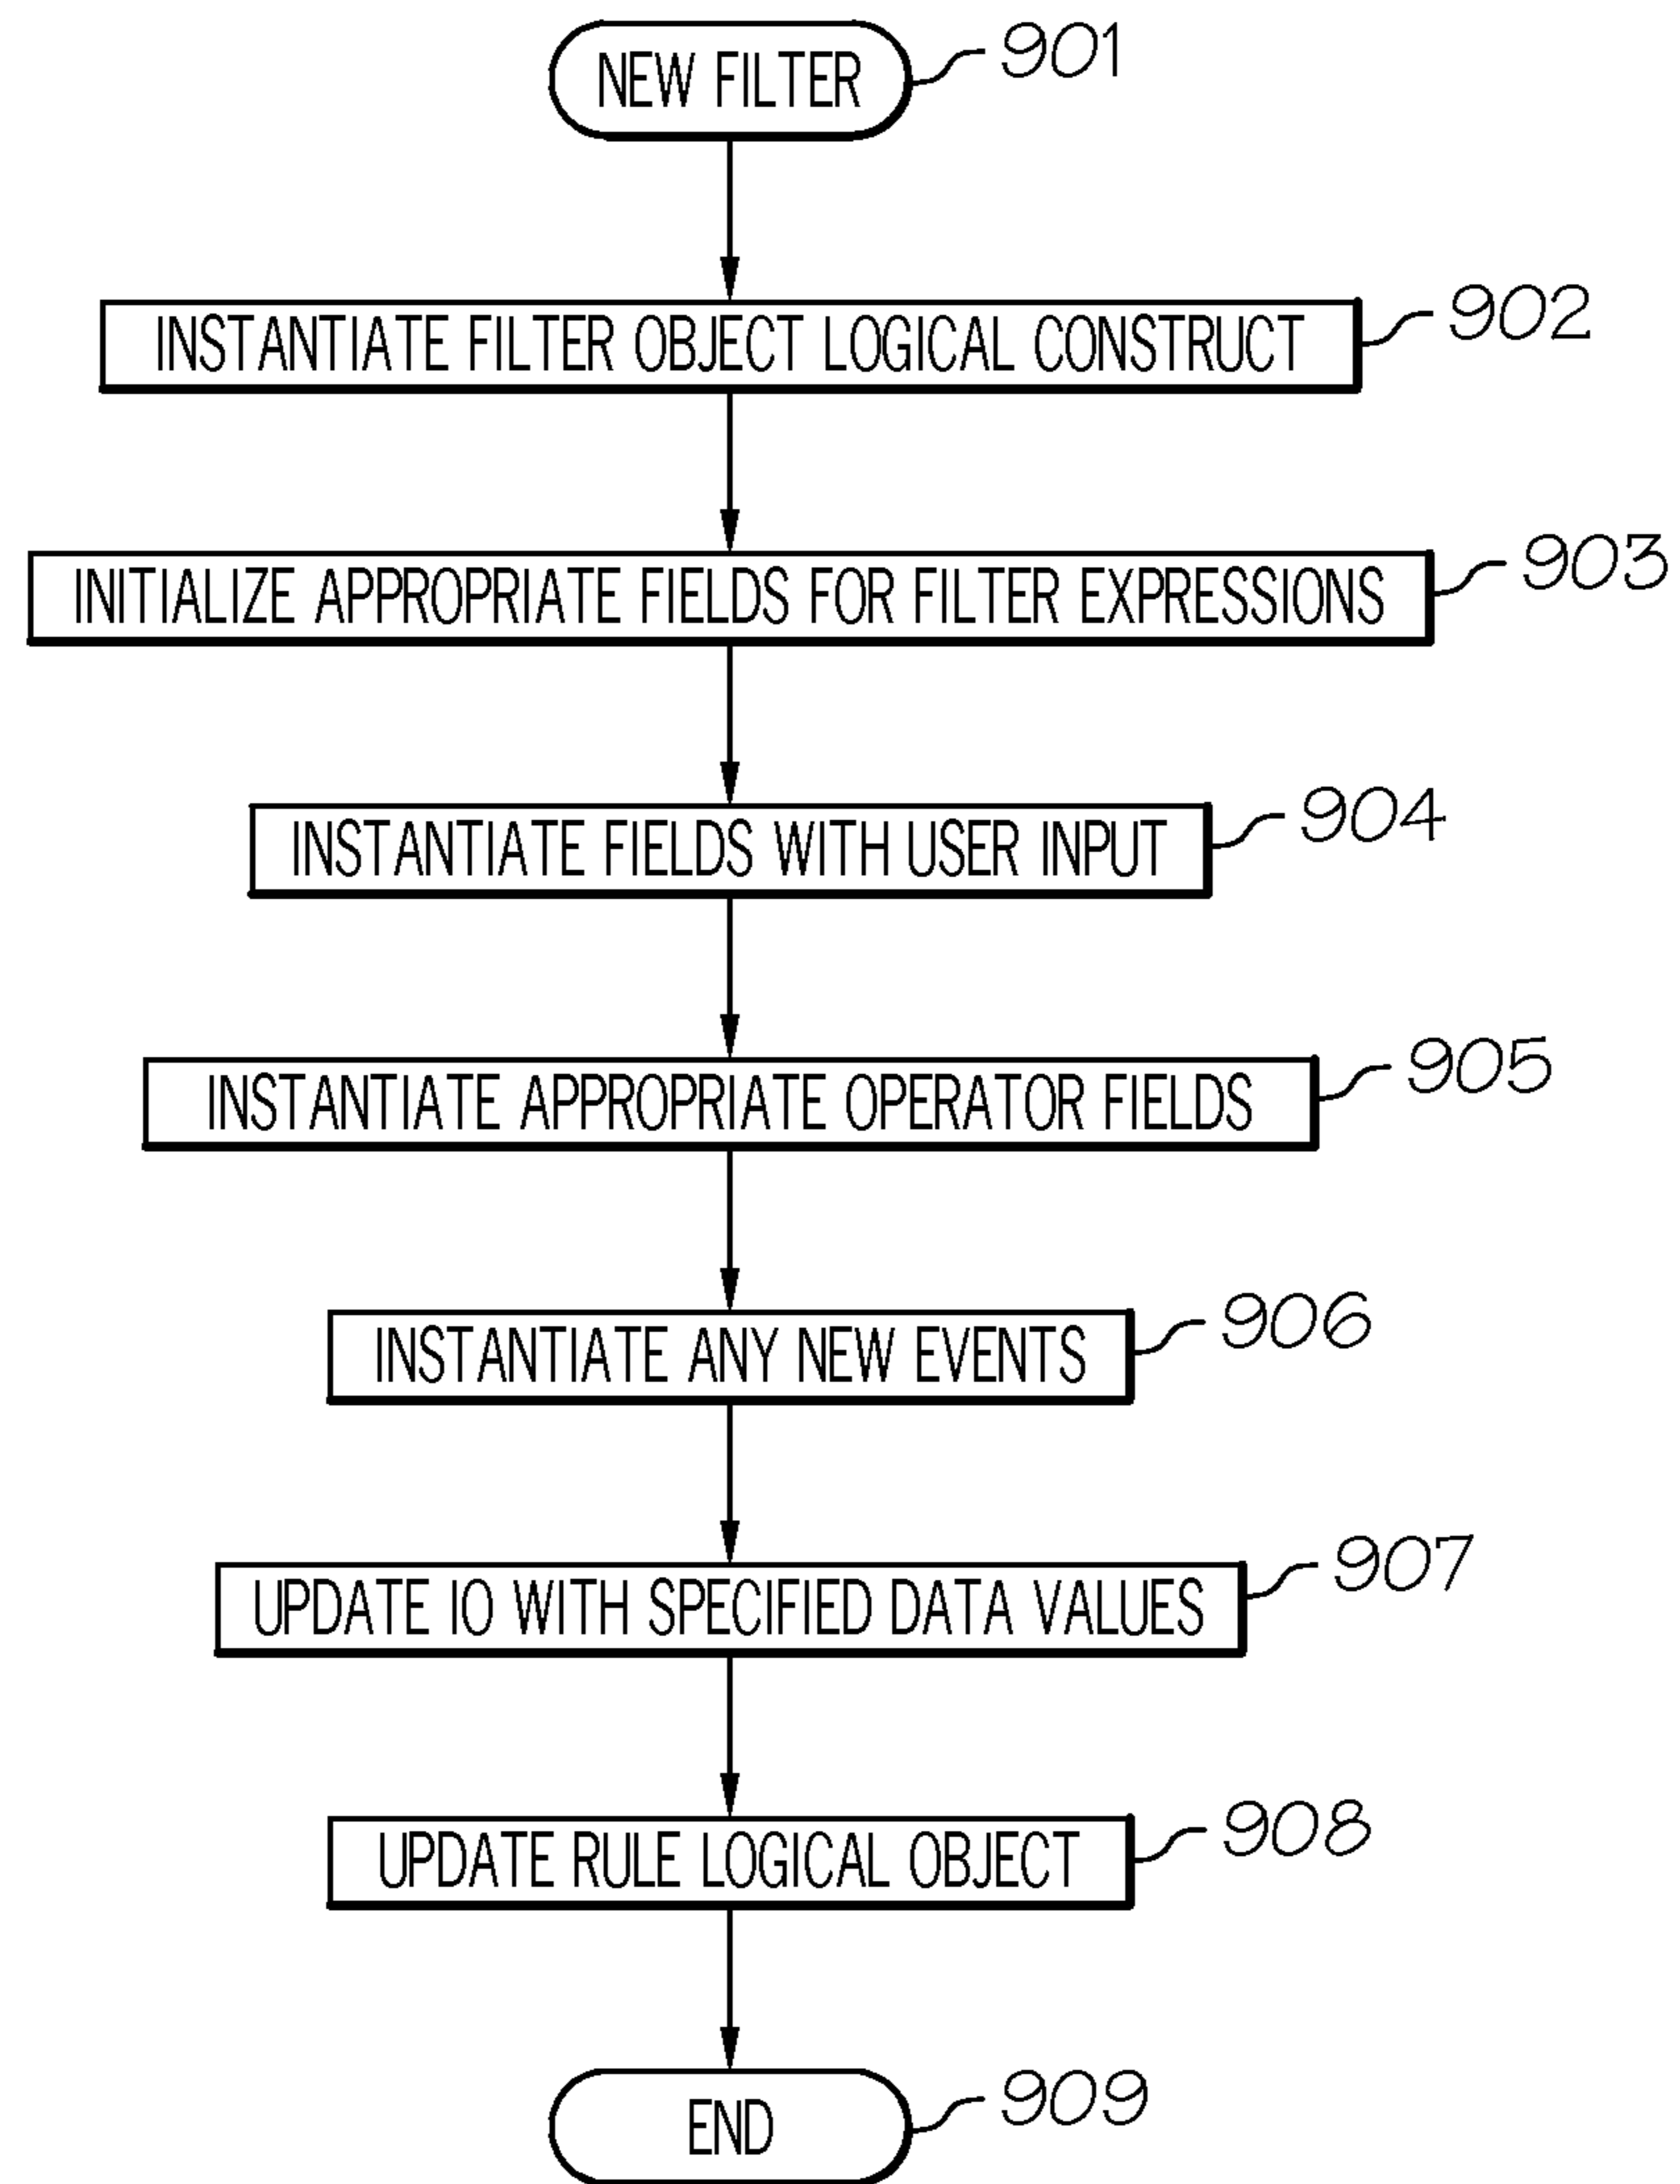 NEW FILTER
901
INSTANTIATE FILTER OBJECT LOGICAL CONSTRUCT
902
INITIALIZE APPROPRIATE FIELDS FOR FILTER EXPRESSIONS
903
INSTANTIATE FIELDS WITH USER INPUT
904
INSTANTIATE APPROPRIATE OPERATOR FIELDS
905
INSTANTIATE ANY NEW EVENTS
906
UPDATE IO WITH SPECIFIED DATA VALUES
907
UPDATE RULE LOGICAL OBJECT
908
END
909